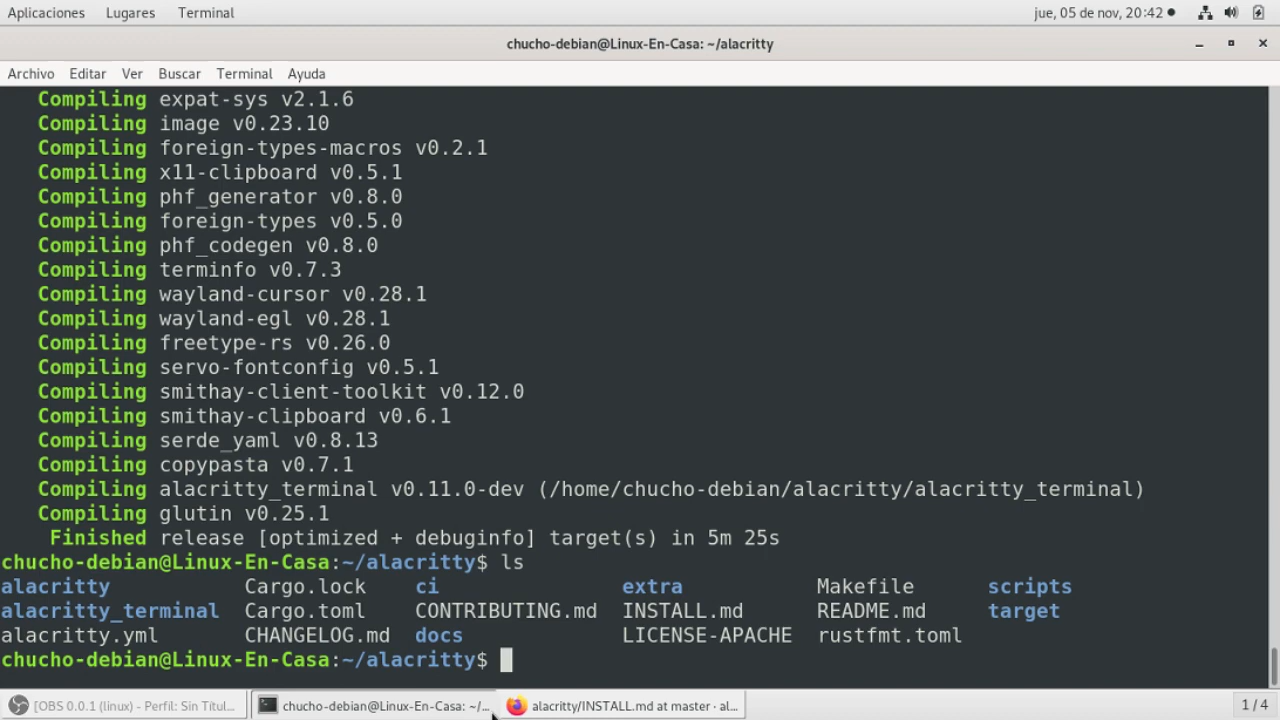 Aplicaciones Lugares Terminal jue, 05 de nov, 20:42
chucho-debian@Linux-En-Casa: ~/alacritty
Archivo Editar Ver Buscar Terminal Ayuda
Compiling expat-sys v2.1.6
Compiling image v0.23.10
Compiling foreign-types-macros v0.2.1
Compiling x11-clipboard v0.5.1
Compiling phf_generator v0.8.0
Compiling foreign-types v0.5.0
Compiling phf_codegen v0.8.0
Compiling terminfo v0.7.3
Compiling wayland-cursor v0.28.1
Compiling wayland-egl v0.28.1
Compiling freetype-rs v0.26.0
Compiling servo-fontconfig v0.5.1
Compiling smithay-client-toolkit v0.12.0
Compiling smithay-clipboard v0.6.1
Compiling serde_yaml v0.8.13
Compiling copypasta v0.7.1
Compiling alacritty_terminal v0.11.0-dev (/home/chucho-debian/alacritty/alacritty_terminal)
Compiling glutin v0.25.1
Finished release [optimized + debuginfo] target(s) in 5m 25s
chucho-debian@Linux-En-Casa:~/alacritty$ ls
alacritty Cargo.lock ci extra Makefile scripts
alacritty_terminal Cargo.toml CONTRIBUTING.md INSTALL.md README.md target
alacritty.yml CHANGELOG.md docs LICENSE-APACHE rustfmt.toml
chucho-debian@Linux-En-Casa:~/alacritty$
[OBS 0.0.1 (linux) - Perfil: Sin Títul... chucho-debian@Linux-En-Casa: ~/... alacritty/INSTALL.md at master · al... 1 / 4